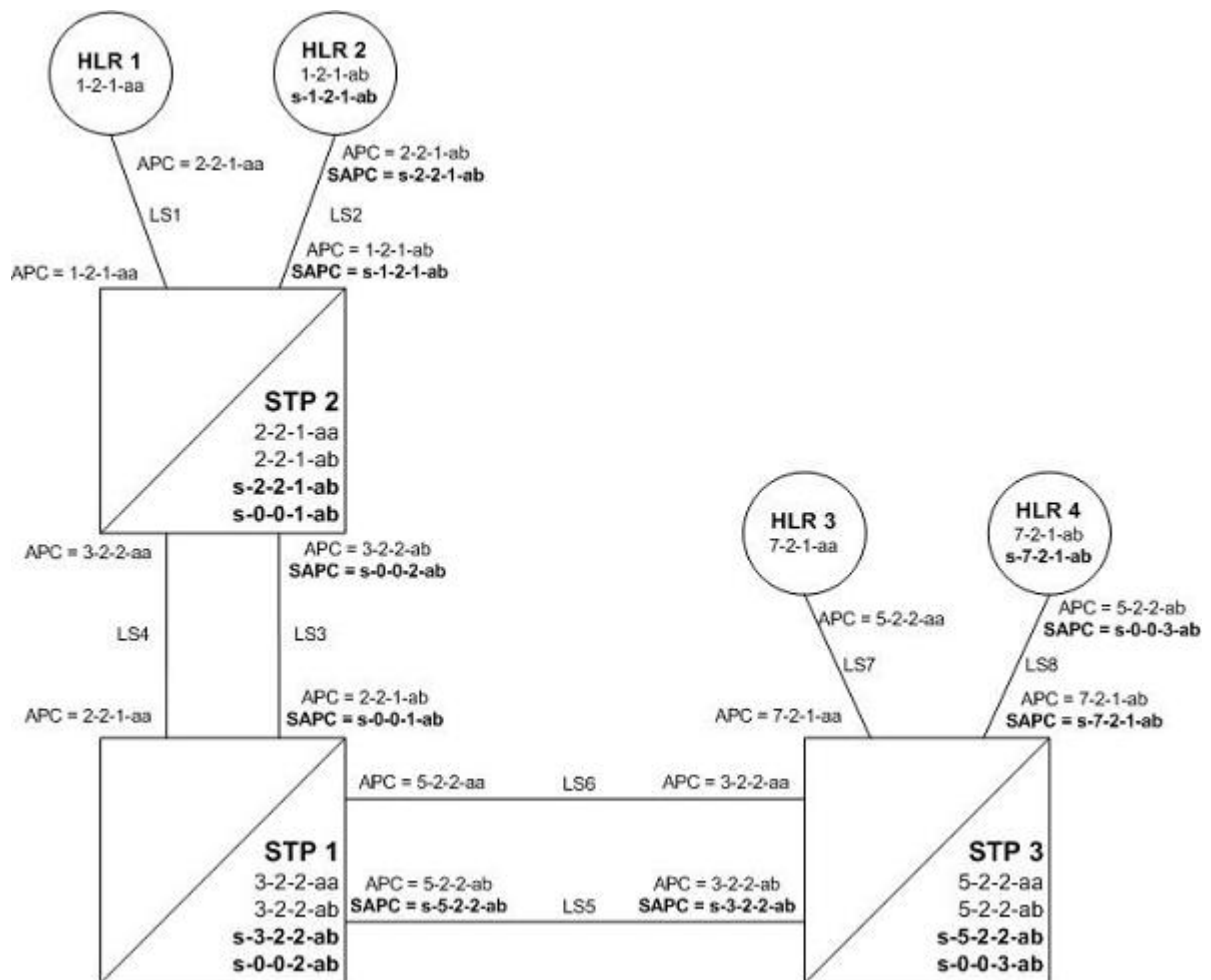 HLR 1
1-2-1-aa
HLR 2
1-2-1-ab
s-1-2-1-ab
APC = 2-2-1-aa
APC = 2-2-1-ab
SAPC = s-2-2-1-ab
LS1
LS2
APC = 1-2-1-aa
APC = 1-2-1-ab
SAPC = s-1-2-1-ab
STP 2
2-2-1-aa
2-2-1-ab
s-2-2-1-ab
s-0-0-1-ab
APC = 3-2-2-aa
APC = 3-2-2-ab
SAPC = s-0-0-2-ab
LS4
LS3
APC = 2-2-1-aa
APC = 2-2-1-ab
SAPC = s-0-0-1-ab
HLR 3
7-2-1-aa
HLR 4
7-2-1-ab
s-7-2-1-ab
APC = 5-2-2-aa
APC = 5-2-2-ab
SAPC = s-0-0-3-ab
LS7
LS8
APC = 7-2-1-aa
APC = 7-2-1-ab
SAPC = s-7-2-1-ab
STP 1
3-2-2-aa
3-2-2-ab
s-3-2-2-ab
s-0-0-2-ab
APC = 5-2-2-aa
LS6
APC = 3-2-2-aa
APC = 5-2-2-ab
SAPC = s-5-2-2-ab
LS5
APC = 3-2-2-ab
SAPC = s-3-2-2-ab
STP 3
5-2-2-aa
5-2-2-ab
s-5-2-2-ab
s-0-0-3-ab